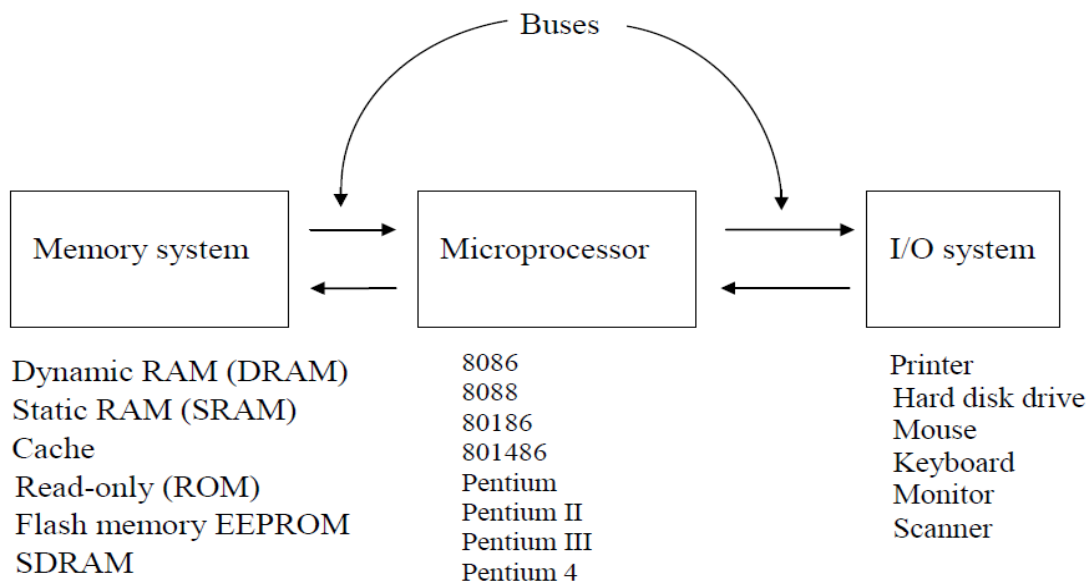 Buses
Memory system
Microprocessor
I/O system
Dynamic RAM (DRAM)
Static RAM (SRAM)
Cache
Read-only (ROM)
Flash memory EEPROM
SDRAM
8086
8088
80186
801486
Pentium
Pentium II
Pentium III
Pentium 4
Printer
Hard disk drive
Mouse
Keyboard
Monitor
Scanner